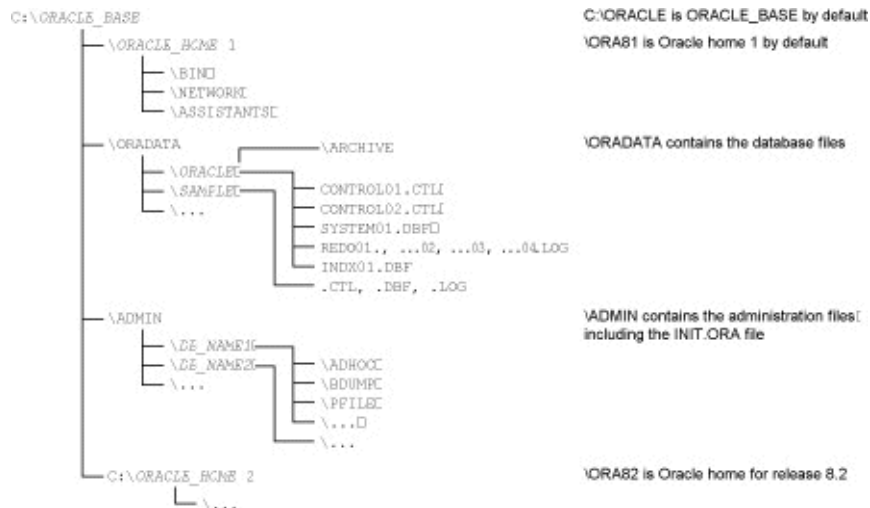 C:\ORACLE_BASE C:\ORACLE is ORACLE_BASE by default
\ORACLE_HOME 1 \ORA81 is Oracle home 1 by default
\BIN
\NETWORK
\ASSISTANTS
\ORADATA \ARCHIVE \ORADATA contains the database files
\ORACLE
\SAMPLE CONTROL01.CTL
\... CONTROL02.CTL
SYSTEM01.DBF
REDO01., ...02, ...03, ...04.LOG
INDX01.DBF
.CTL, .DBF, .LOG
\ADMIN \ADMIN contains the administration files
including the INIT.ORA file
\DB_NAME1
\DB_NAME2 \ADHOC
\... \BDUMP
\PFILE
\...
\...
C:\ORACLE_HOME 2 \ORA82 is Oracle home for release 8.2
\...